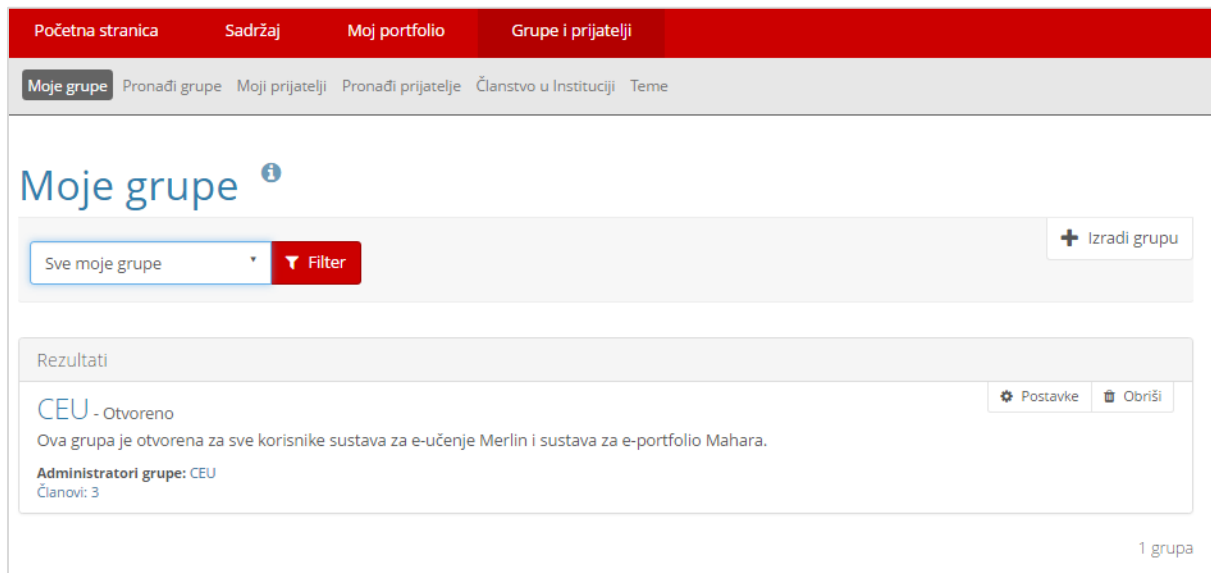 Početna stranica Sadržaj Moj portfolio Grupe i prijatelji
Moje grupe Pronađi grupe Moji prijatelji Pronađi prijatelje Članstvo u Instituciji Teme
Moje grupe
Izradi grupu
Sve moje grupe Filter
Rezultati
CEU - Otvoreno Postavke Obriši
Ova grupa je otvorena za sve korisnike sustava za e-učenje Merlin i sustava za e-portfolio Mahara.
Administratori grupe: CEU
Članovi: 3
1 grupa